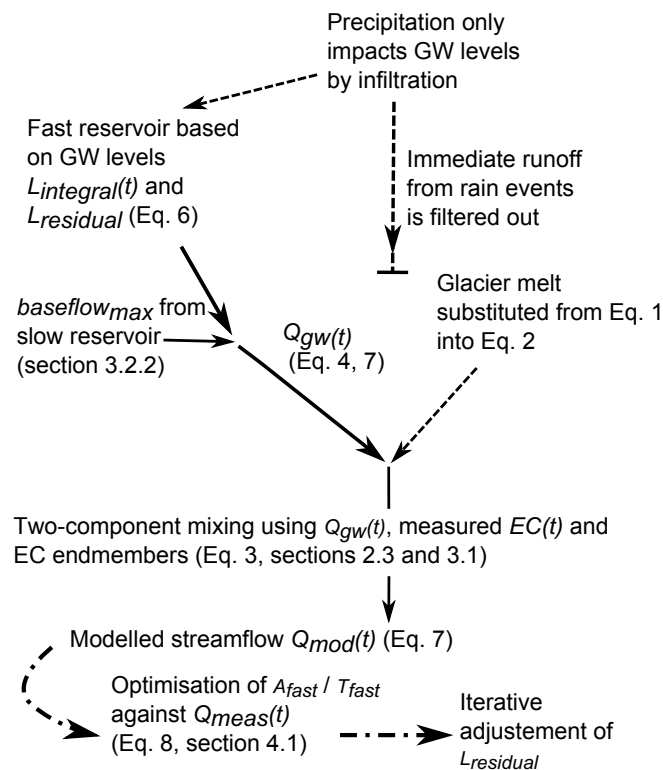 Precipitation only
impacts GW levels
by infiltration
Fast reservoir based
on GW levels
Lintegral(t) and
Lresidual (Eq. 6)
Immediate runoff
from rain events
is filtered out
baseflowmax from
slow reservoir
(section 3.2.2)
Qgw(t)
(Eq. 4, 7)
Glacier melt
substituted from Eq. 1
into Eq. 2
Two-component mixing using Qgw(t), measured EC(t) and
EC endmembers (Eq. 3, sections 2.3 and 3.1)
Modelled streamflow Qmod(t) (Eq. 7)
Optimisation of Afast / Tfast
against Qmeas(t)
(Eq. 8, section 4.1)
Iterative
adjustement of
Lresidual